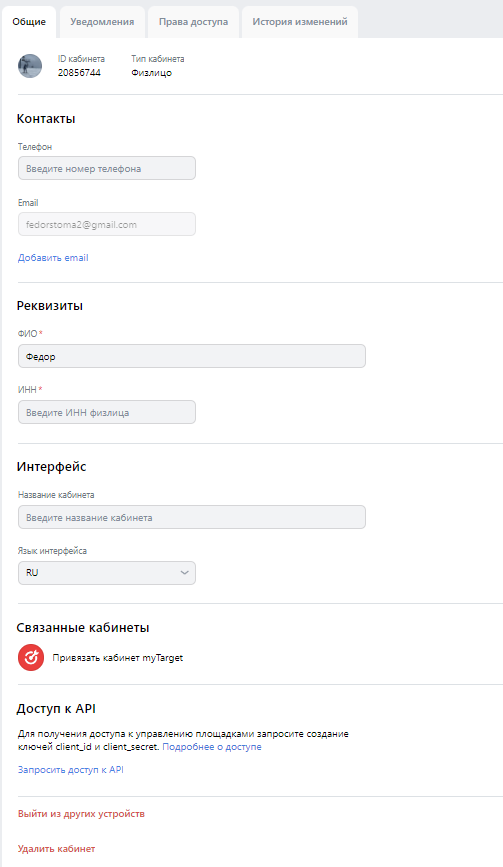 Общие Уведомления Права доступа История изменений
ID кабинета Тип кабинета
20856744 Физлицо
Контакты
Телефон
Введите номер телефона
Email
fedorstoma2@gmail.com
Добавить email
Реквизиты
ФИО *
Федор
ИНН *
Введите ИНН физлица
Интерфейс
Название кабинета
Введите название кабинета
Язык интерфейса
RU
Связанные кабинеты
Привязать кабинет myTarget
Доступ к API
Для получения доступа к управлению площадками запросите создание
ключей client_id и client_secret. Подробнее о доступе
Запросить доступ к API
Выйти из других устройств
Удалить кабинет